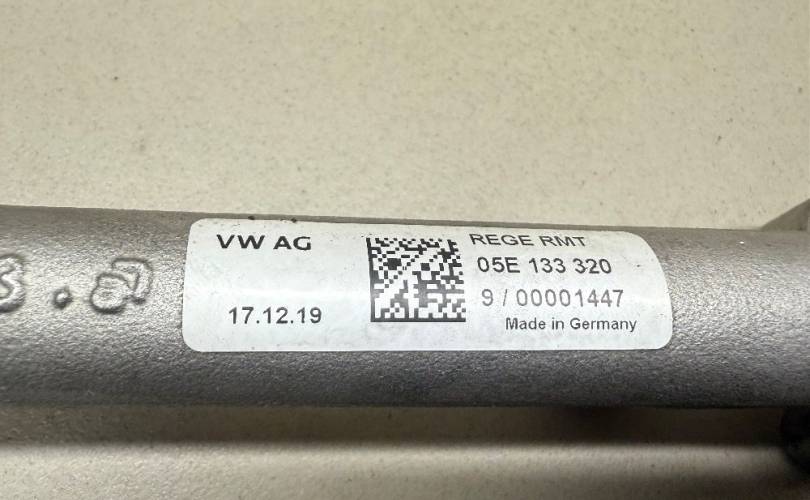 VW AG
17.12.19
REGE RMT
05E 133 320
9 / 00001447
Made in Germany